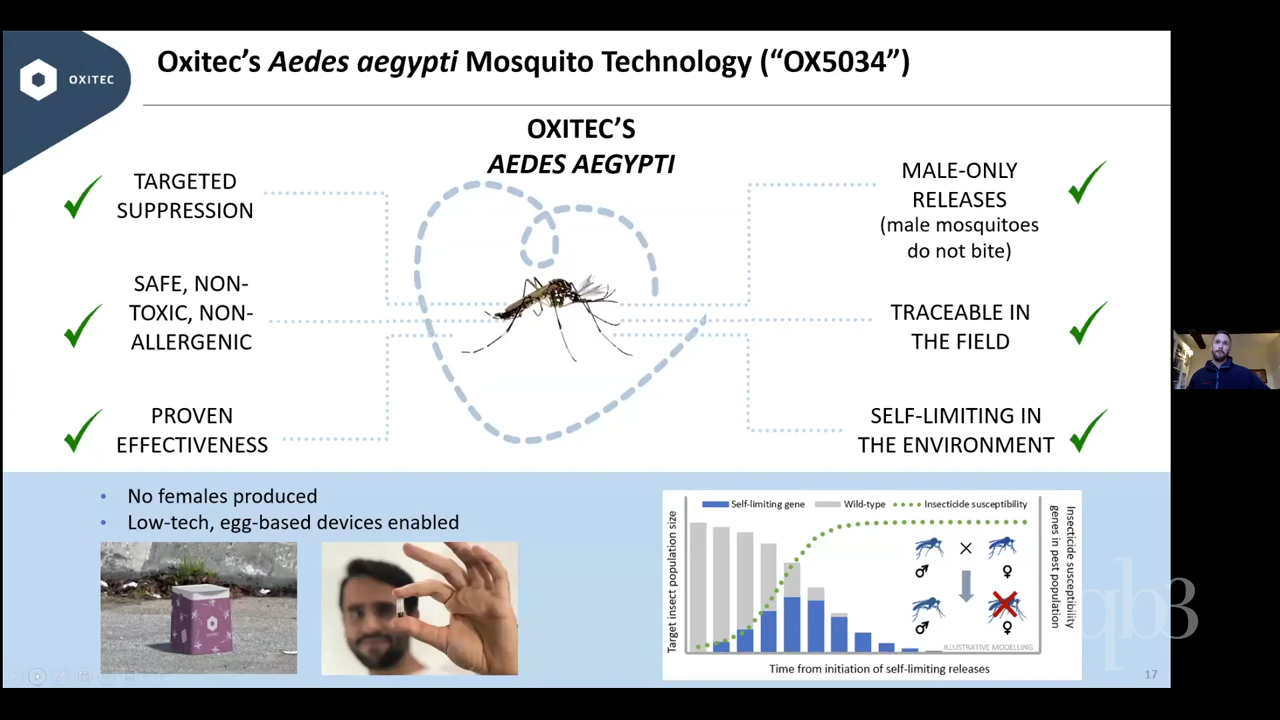 OXITEC
Oxitec's Aedes aegypti Mosquito Technology ("OX5034")
OXITEC'S
AEDES AEGYPTI
TARGETED
SUPPRESSION
SAFE, NON-
TOXIC, NON-
ALLERGENIC
PROVEN
EFFECTIVENESS
MALE-ONLY
RELEASES
(male mosquitoes
do not bite)
TRACEABLE IN
THE FIELD
SELF-LIMITING IN
THE ENVIRONMENT
• No females produced
• Low-tech, egg-based devices enabled
Self-limiting gene
Wild-type
Insecticide susceptibility
Target insect population size
Insecticide susceptibility
genes in pest population
ILLUSTRATIVE MODELLING
Time from initiation of self-limiting releases
qb3
17